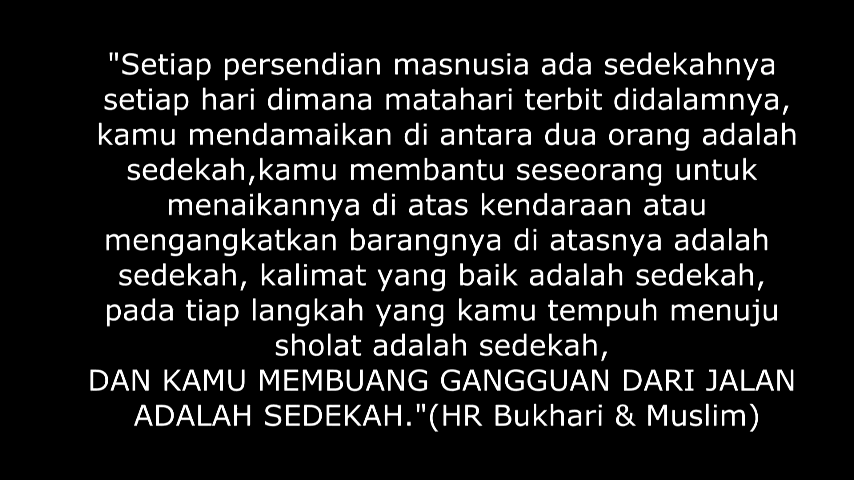 "Setiap persendian masnusia ada sedekahnya
setiap hari dimana matahari terbit didalamnya,
kamu mendamaikan di antara dua orang adalah
sedekah,kamu membantu seseorang untuk
menaikannya di atas kendaraan atau
mengangkatkan barangnya di atasnya adalah
sedekah, kalimat yang baik adalah sedekah,
pada tiap langkah yang kamu tempuh menuju
sholat adalah sedekah,
DAN KAMU MEMBUANG GANGGUAN DARI JALAN
ADALAH SEDEKAH."(HR Bukhari & Muslim)